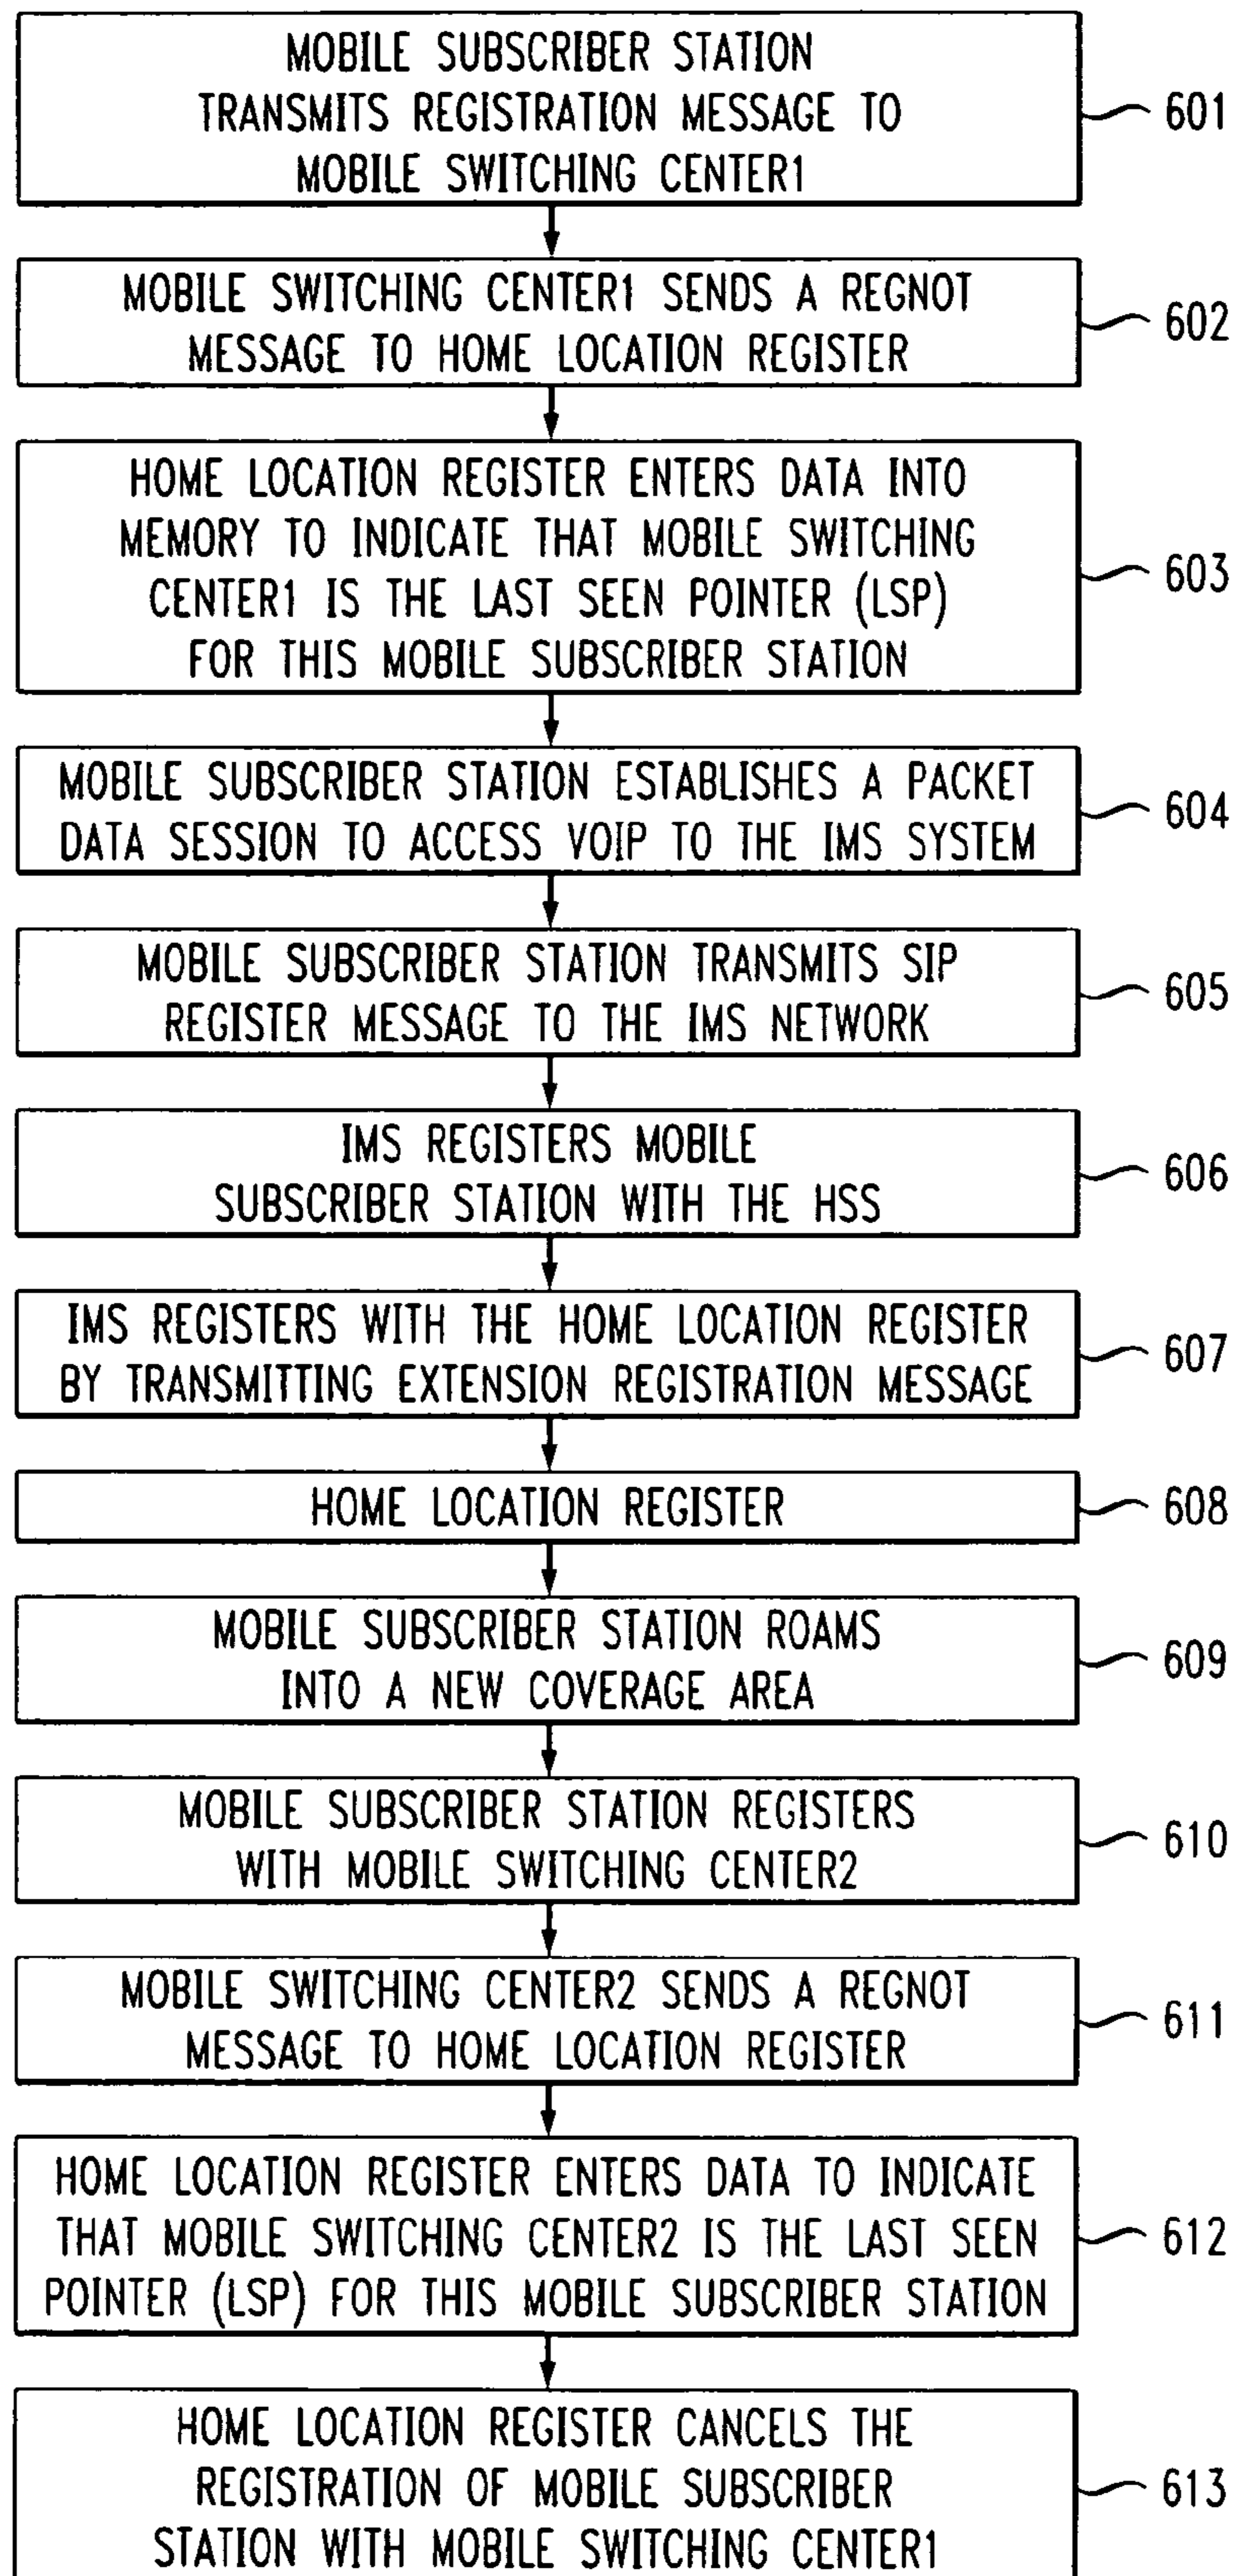 MOBILE SUBSCRIBER STATION
TRANSMITS REGISTRATION MESSAGE TO
MOBILE SWITCHING CENTER1
601
MOBILE SWITCHING CENTER1 SENDS A REGNOT
MESSAGE TO HOME LOCATION REGISTER
602
HOME LOCATION REGISTER ENTERS DATA INTO
MEMORY TO INDICATE THAT MOBILE SWITCHING
CENTER1 IS THE LAST SEEN POINTER (LSP)
FOR THIS MOBILE SUBSCRIBER STATION
603
MOBILE SUBSCRIBER STATION ESTABLISHES A PACKET
DATA SESSION TO ACCESS VOIP TO THE IMS SYSTEM
604
MOBILE SUBSCRIBER STATION TRANSMITS SIP
REGISTER MESSAGE TO THE IMS NETWORK
605
IMS REGISTERS MOBILE
SUBSCRIBER STATION WITH THE HSS
606
IMS REGISTERS WITH THE HOME LOCATION REGISTER
BY TRANSMITTING EXTENSION REGISTRATION MESSAGE
607
HOME LOCATION REGISTER
608
MOBILE SUBSCRIBER STATION ROAMS
INTO A NEW COVERAGE AREA
609
MOBILE SUBSCRIBER STATION REGISTERS
WITH MOBILE SWITCHING CENTER2
610
MOBILE SWITCHING CENTER2 SENDS A REGNOT
MESSAGE TO HOME LOCATION REGISTER
611
HOME LOCATION REGISTER ENTERS DATA TO INDICATE
THAT MOBILE SWITCHING CENTER2 IS THE LAST SEEN
POINTER (LSP) FOR THIS MOBILE SUBSCRIBER STATION
612
HOME LOCATION REGISTER CANCELS THE
REGISTRATION OF MOBILE SUBSCRIBER
STATION WITH MOBILE SWITCHING CENTER1
613